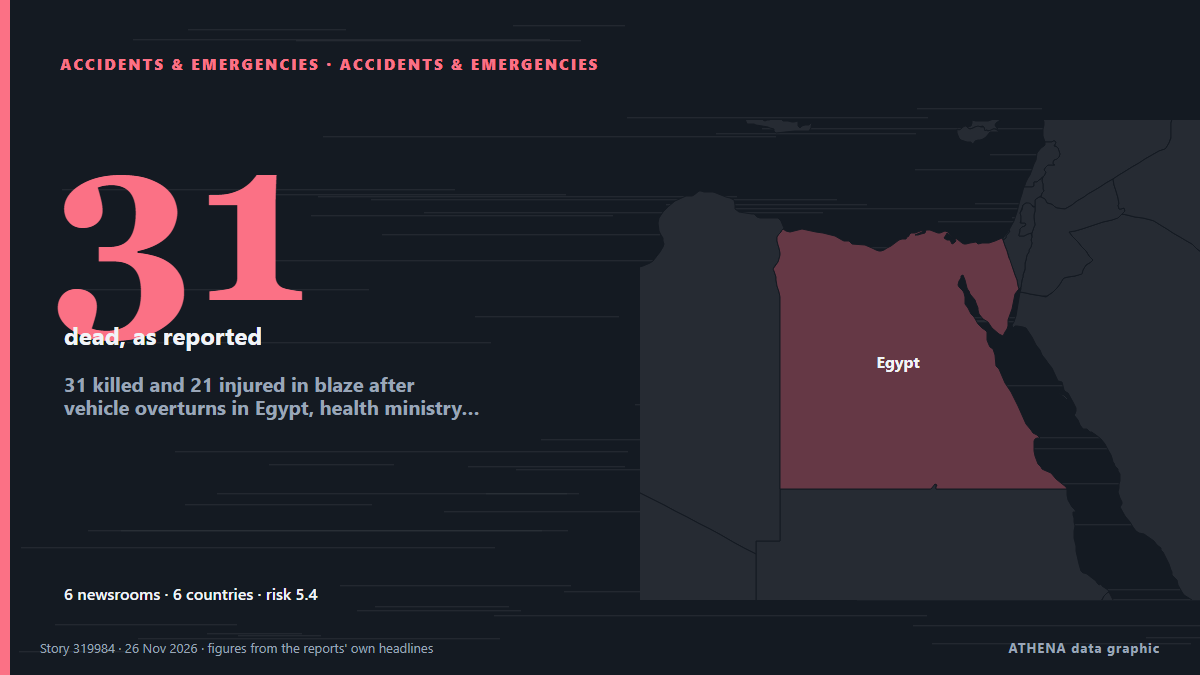 ACCIDENTS & EMERGENCIES · ACCIDENTS & EMERGENCIES
31
dead, as reported
31 killed and 21 injured in blaze after
vehicle overturns in Egypt, health ministry…
Egypt
6 newsrooms · 6 countries · risk 5.4
Story 319984 · 26 Nov 2026 · figures from the reports' own headlines
ATHENA data graphic